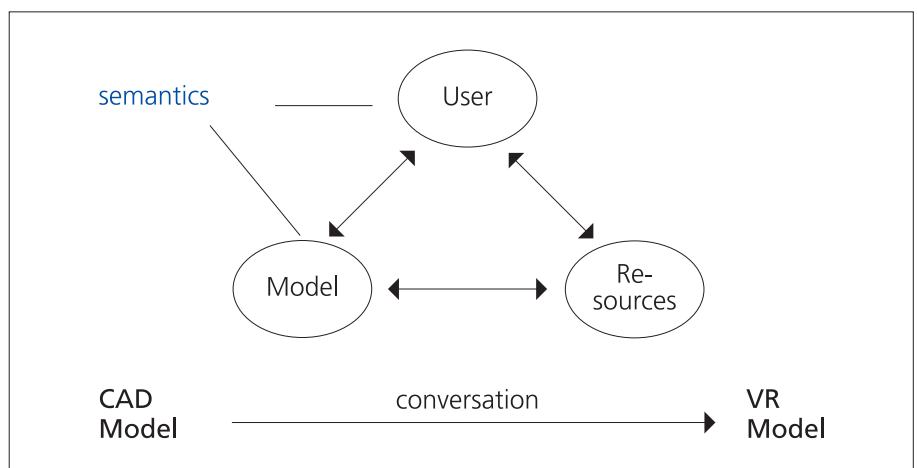 semantics
User
Model
Re-
sources
CAD
Model
conversation
VR
Model